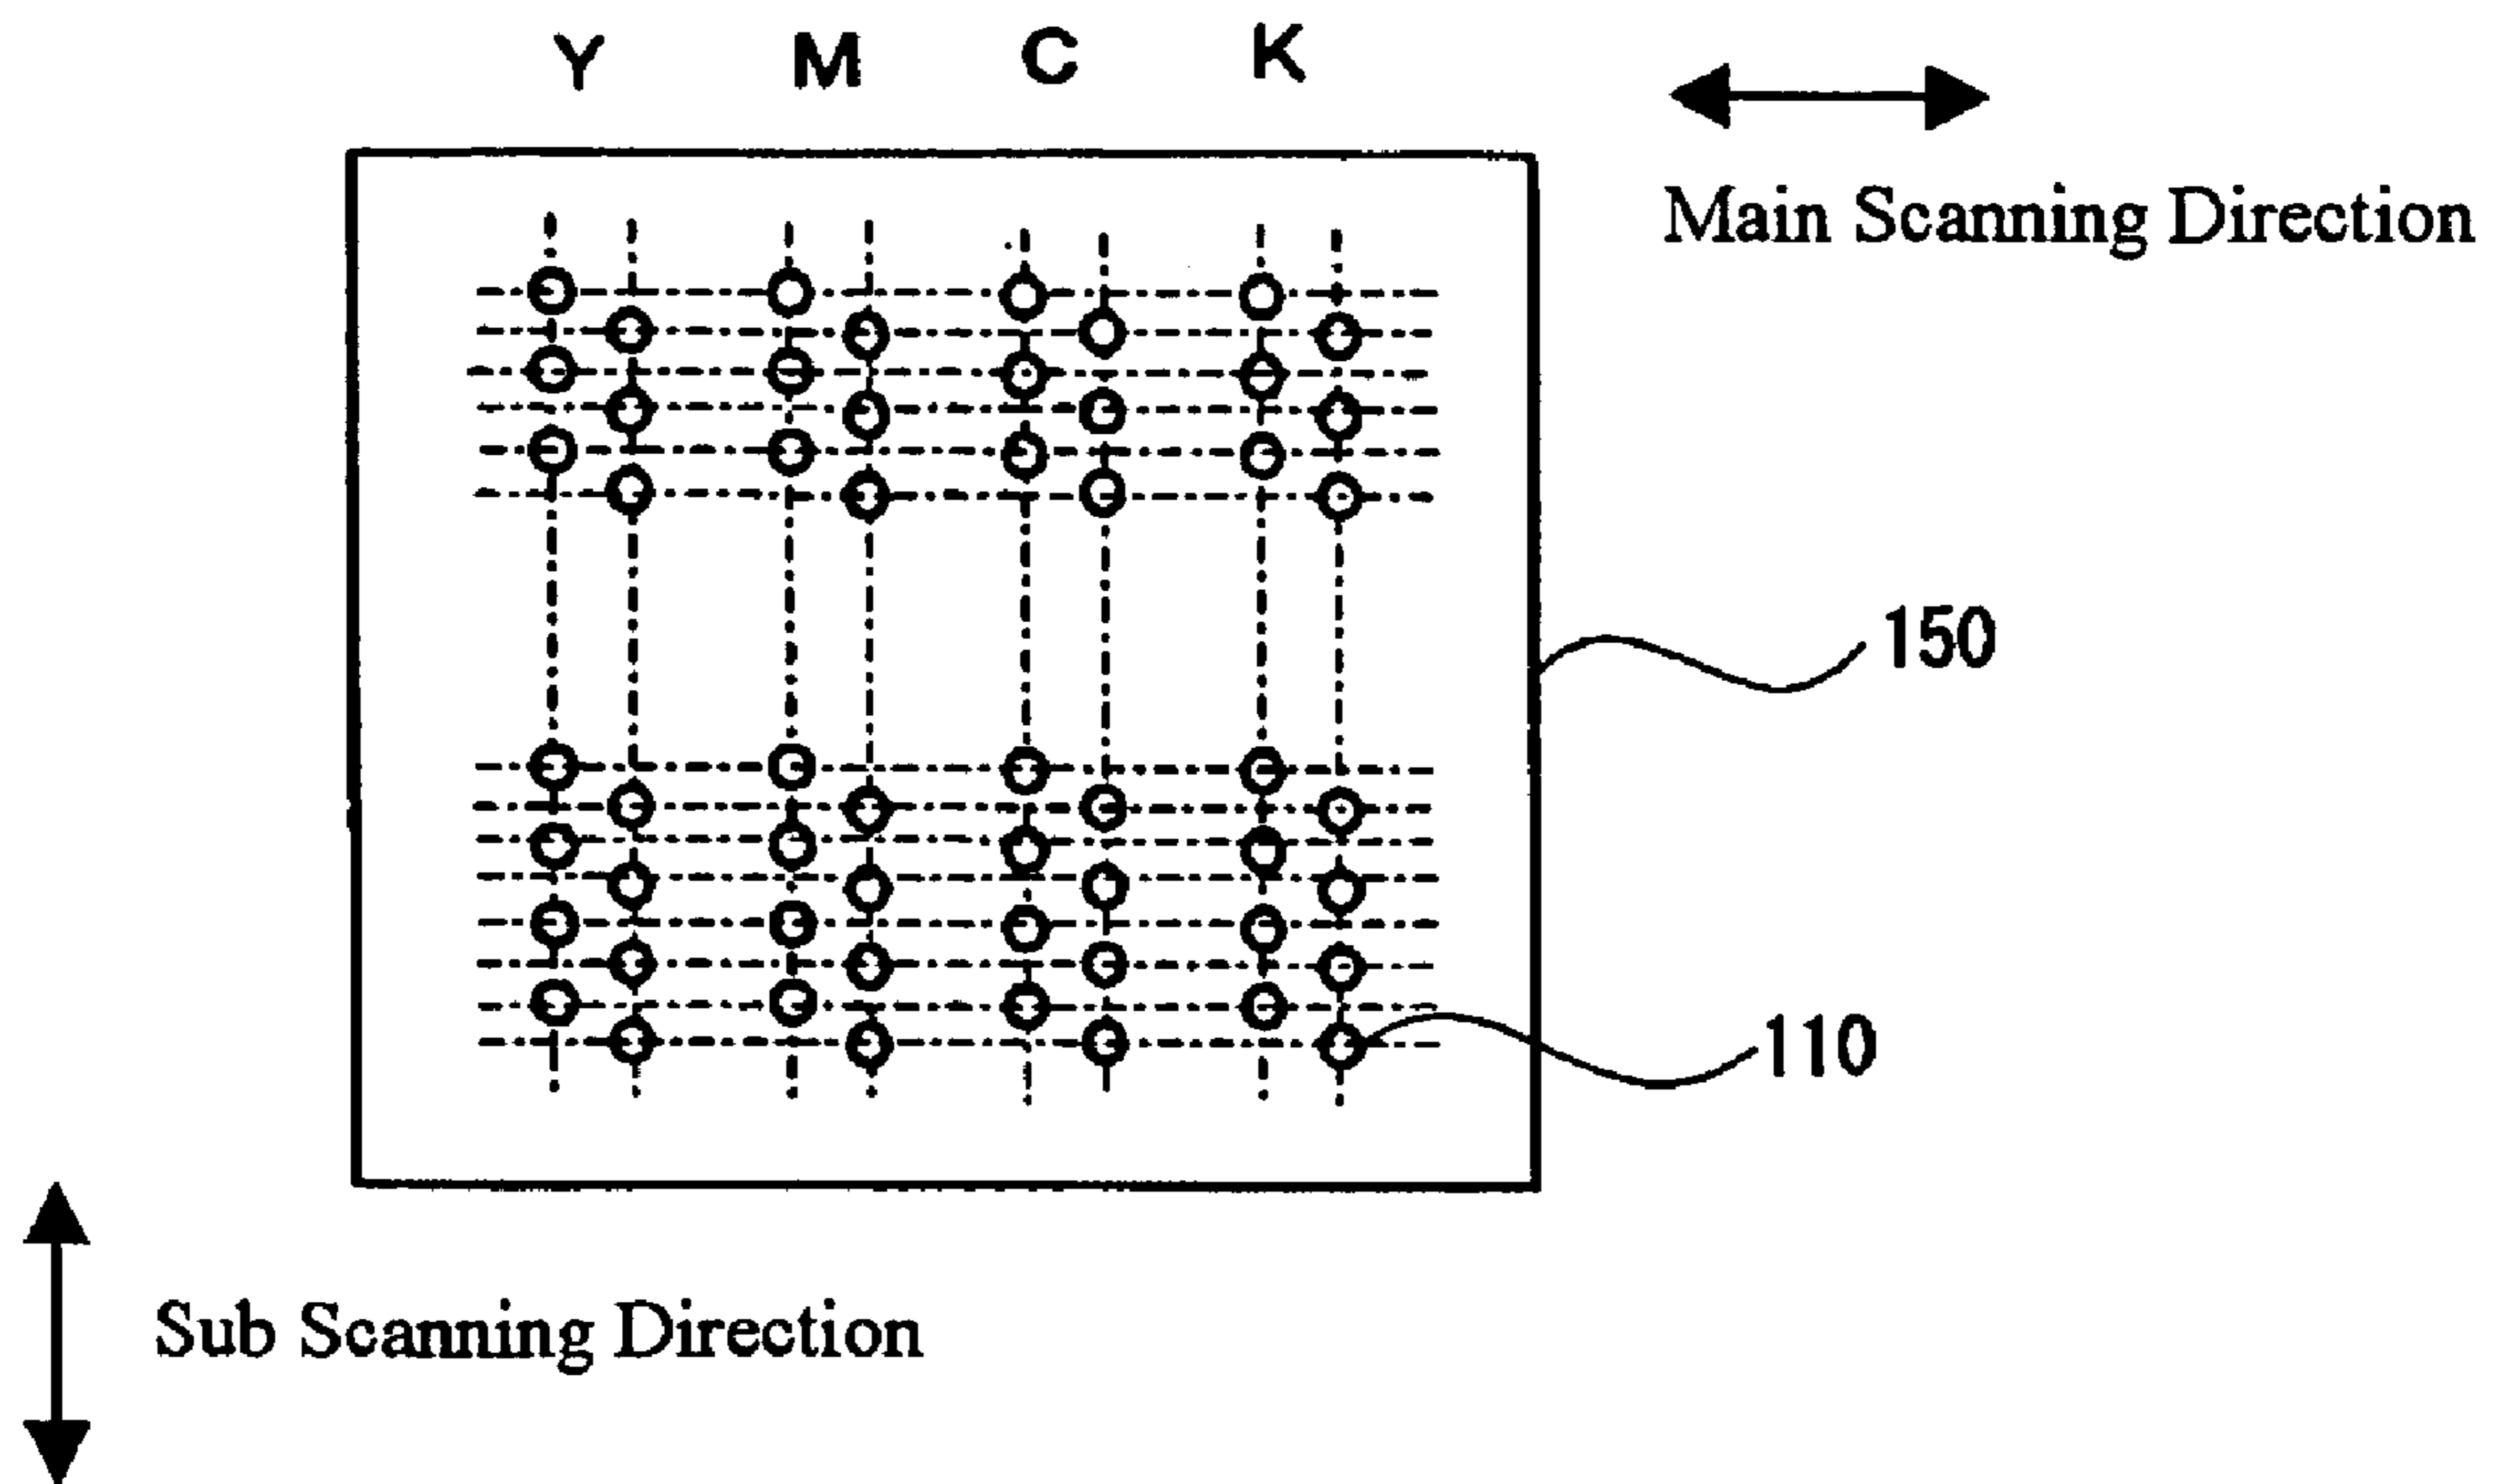 Y M C K
Main Scanning Direction
150
110
Sub Scanning Direction